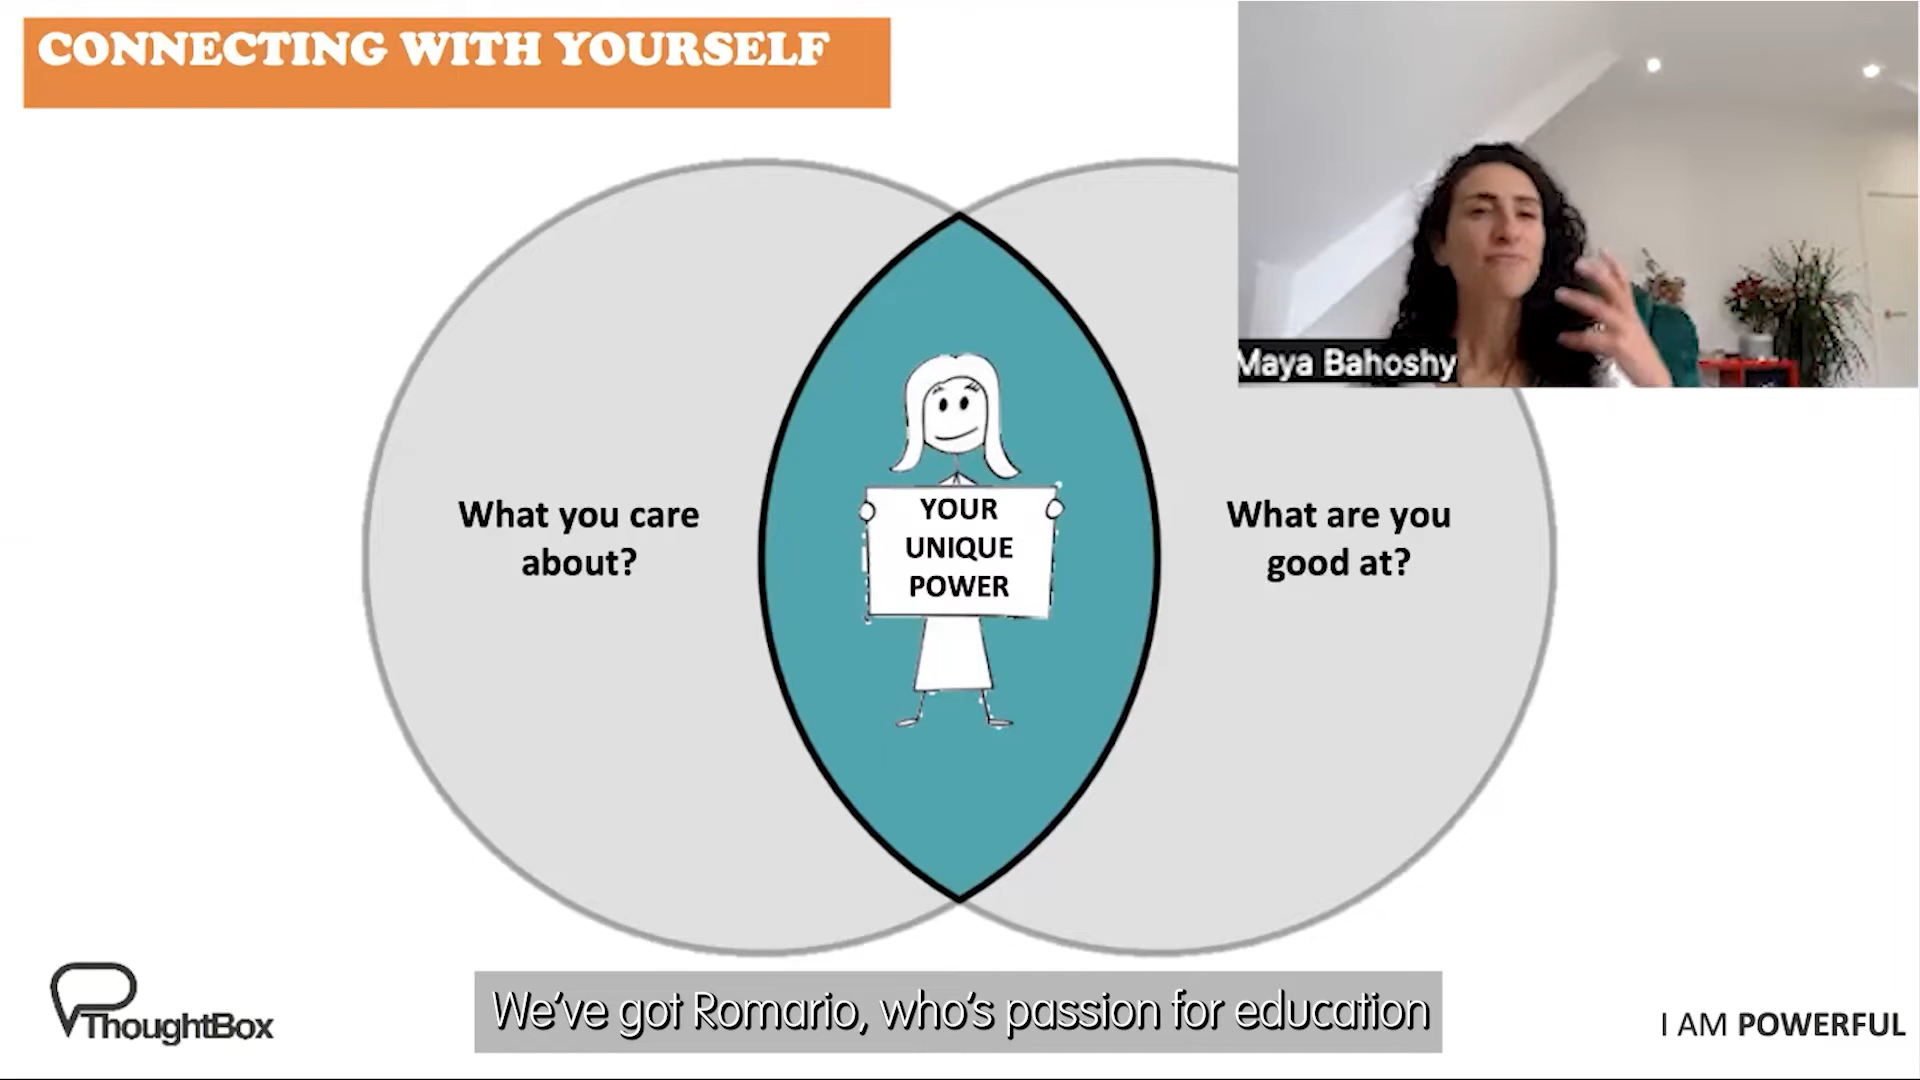 CONNECTING WITH YOURSELF
Maya Bahoshy
What you care
about?
YOUR
UNIQUE
POWER
What are you
good at?
ThoughtBox
We've got Romario, who's passion for education
I AM POWERFUL